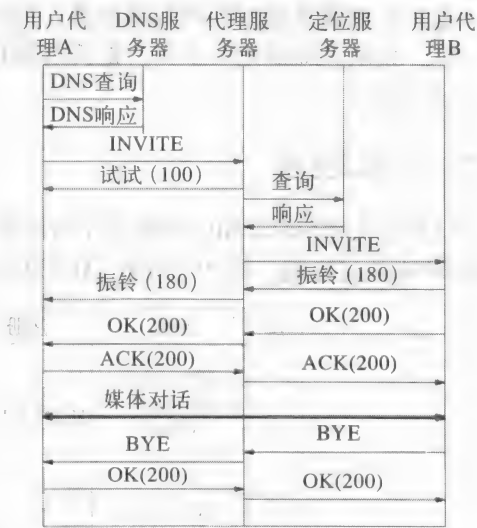 用户代 DNS服 代理服 定位服 用户代
理A 务器 务器 务器 理B
DNS查询
DNS响应
INVITE
试试（100）
查询
响应
INVITE
振铃（180）
振铃（180）
OK(200)
OK(200)
ACK(200)
ACK(200)
媒体对话
BYE
BYE
OK(200)
OK(200)